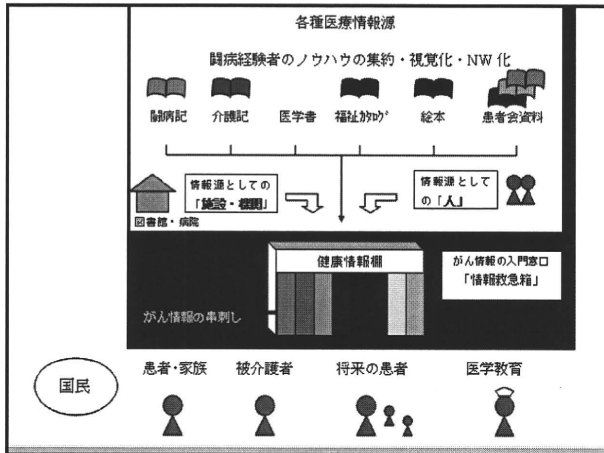 各種医療情報源
闘病経験者のノウハウの集約・視覚化・NW化
闘病記 介護記 医学書 福祉ｶﾀﾛｸﾞ 絵本 患者会資料
情報源としての
「施設・機関」
情報源として
の「人」
図書館・病院
健康情報棚
がん情報の入門窓口
「情報救急箱」
がん情報の串刺し
国民
患者・家族 被介護者 将来の患者 医学教育